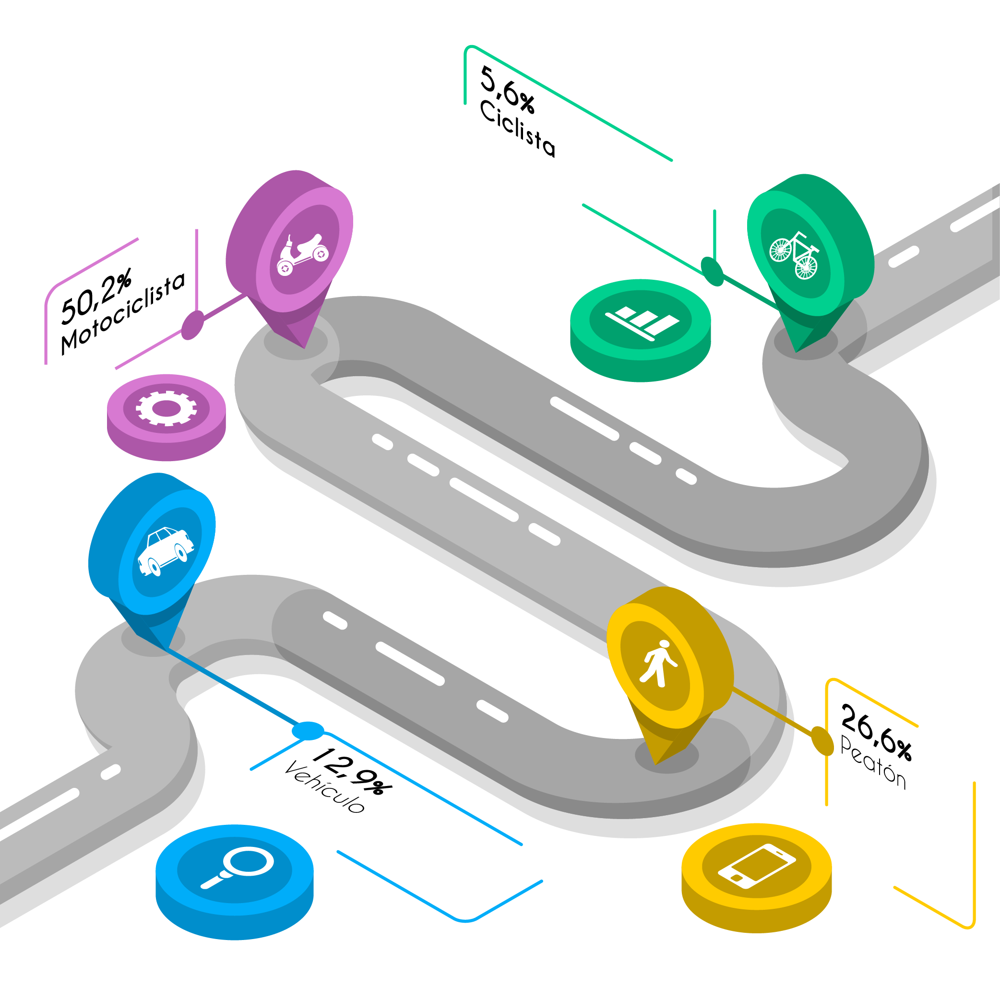 5,6%
Ciclista
50,2%
Motociclista
26,6%
Peatón
12,9%
Vehículo